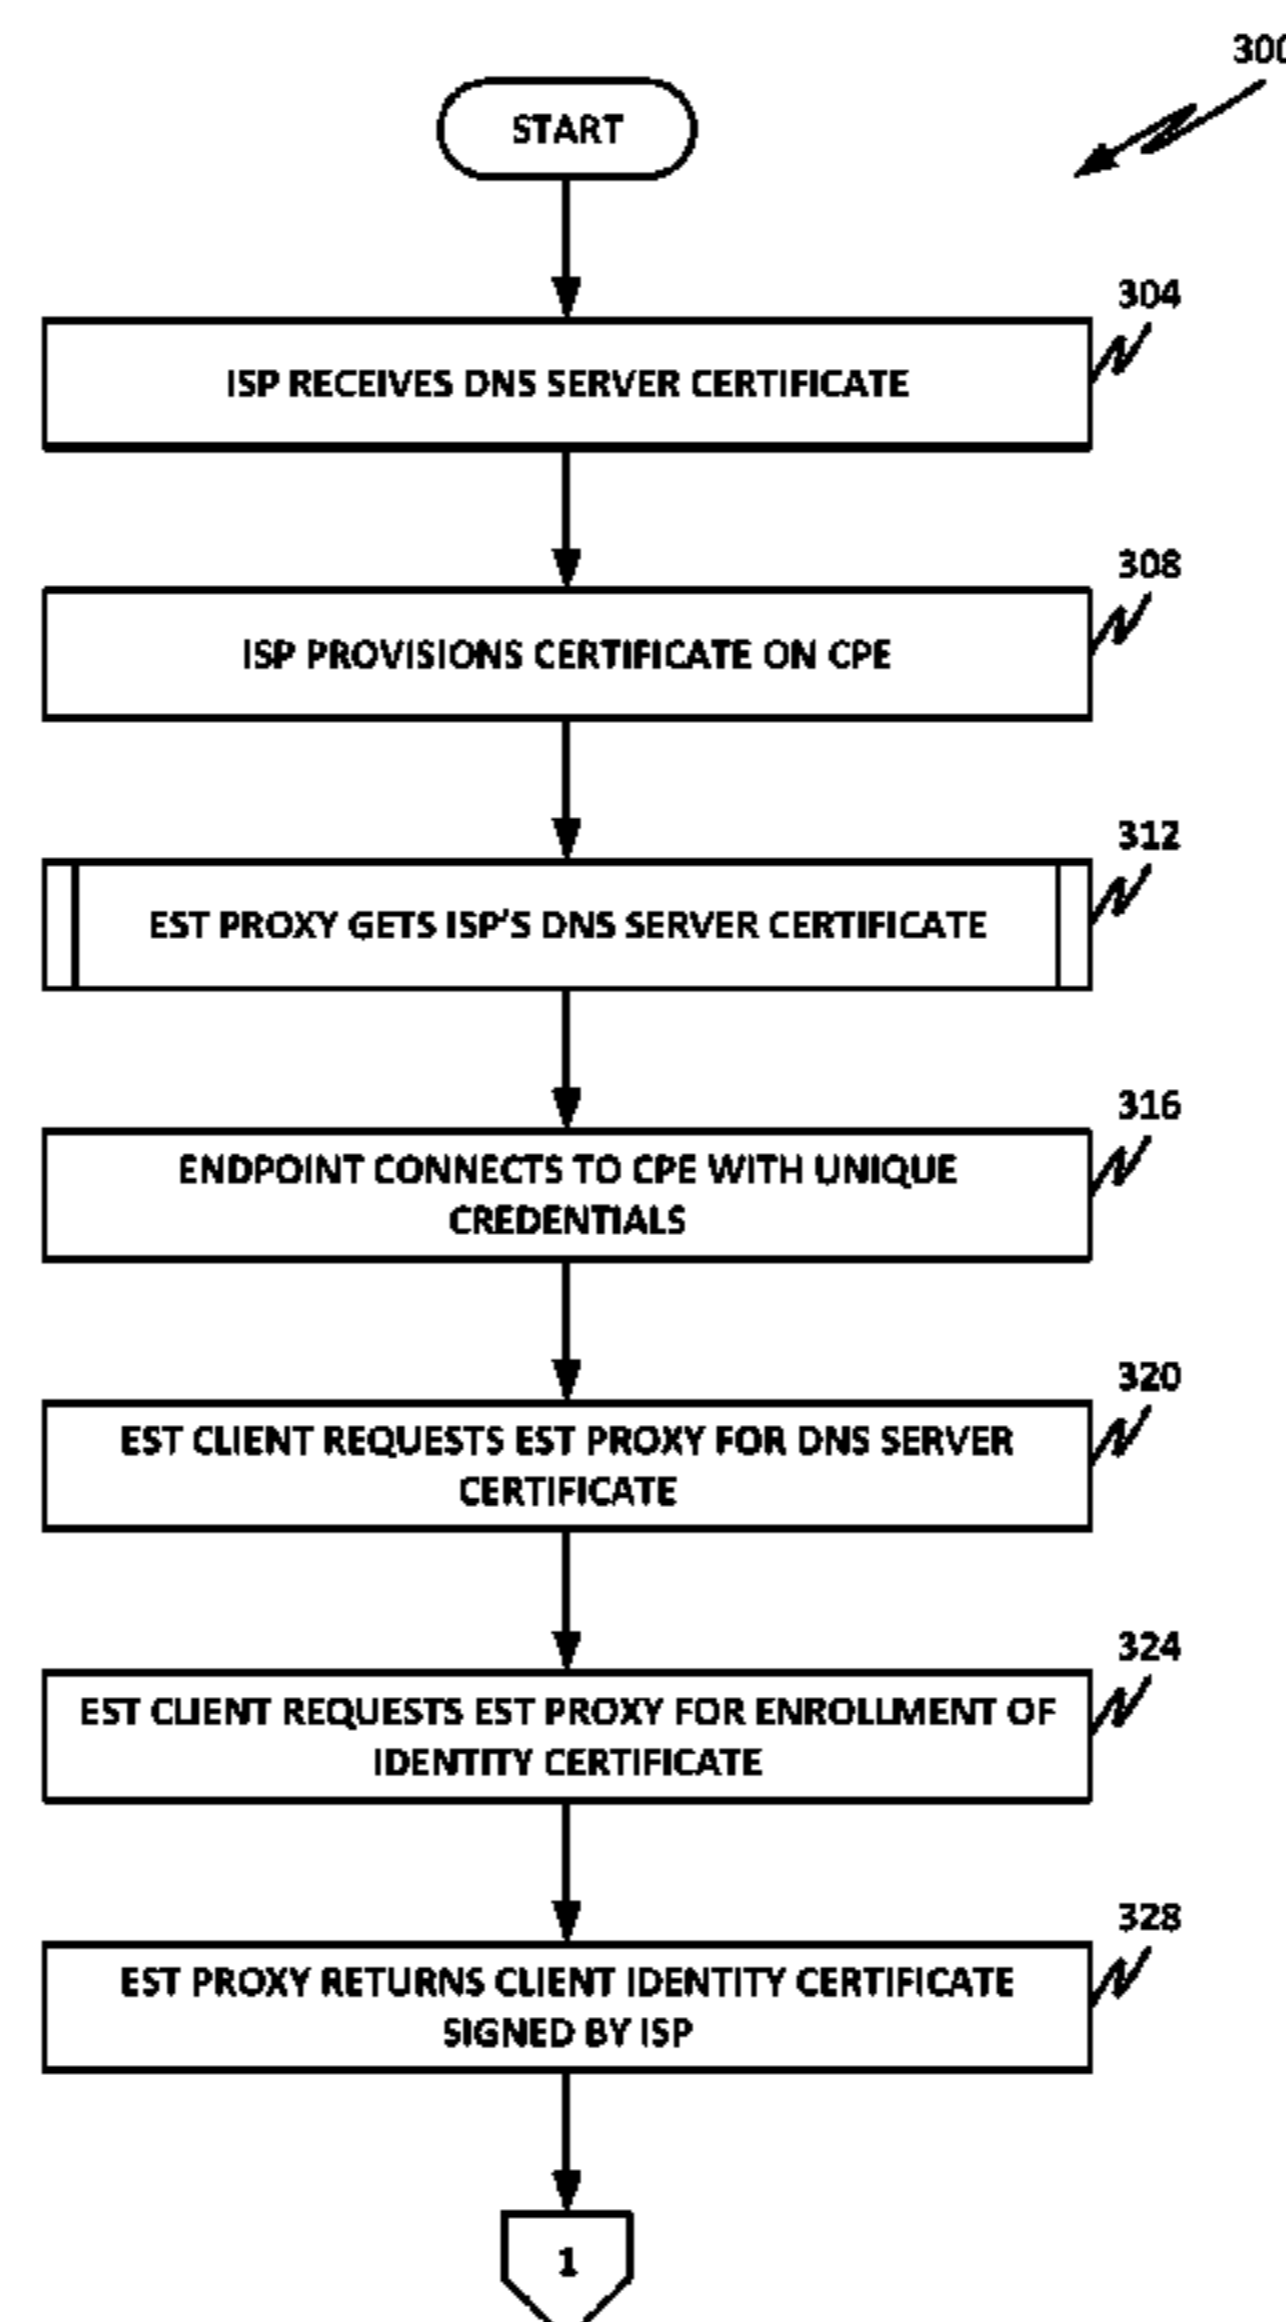 300
START
304
ISP RECEIVES DNS SERVER CERTIFICATE
308
ISP PROVISIONS CERTIFICATE ON CPE
312
EST PROXY GETS ISP'S DNS SERVER CERTIFICATE
316
ENDPOINT CONNECTS TO CPE WITH UNIQUE
CREDENTIALS
320
EST CLIENT REQUESTS EST PROXY FOR DNS SERVER
CERTIFICATE
324
EST CLIENT REQUESTS EST PROXY FOR ENROLLMENT OF
IDENTITY CERTIFICATE
328
EST PROXY RETURNS CLIENT IDENTITY CERTIFICATE
SIGNED BY ISP
1